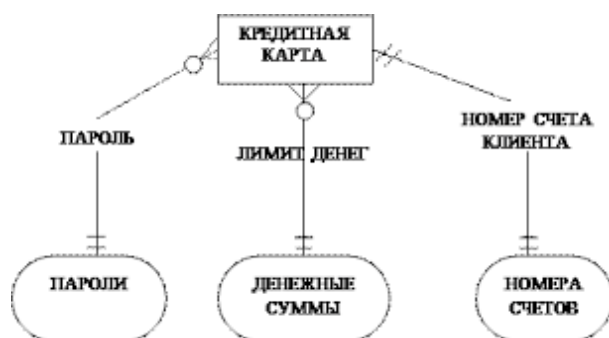 КРЕДИТНАЯ
КАРТА
ПАРОЛЬ
ЛИМИТ ДЕНЕГ
НОМЕР СЧЕТА
КЛИЕНТА
ПАРОЛИ
ДЕНЕЖНЫЕ
СУММЫ
НОМЕРА
СЧЕТОВ